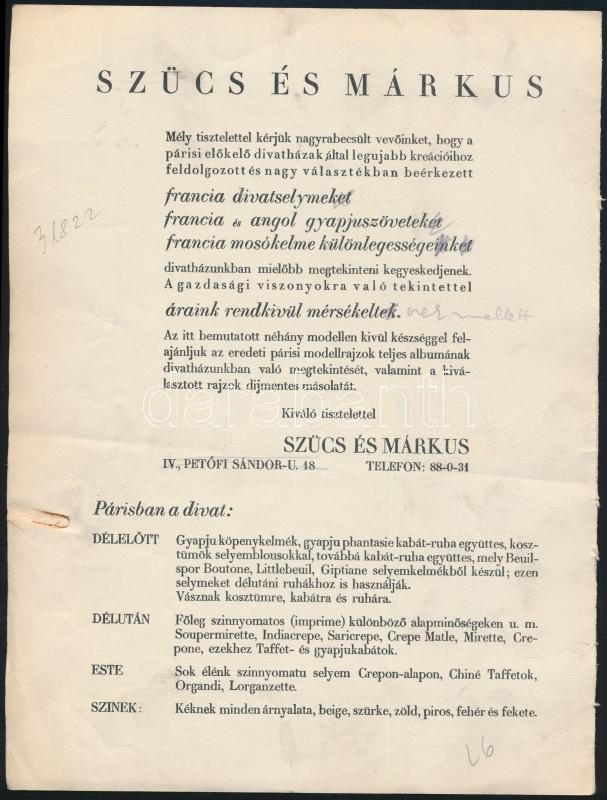 SZÜCS ÉS MÁRKUS
Mély tisztelettel kérjük nagyrabecsült vevőinket, hogy a
párisi előkelő divatházak által legujabb kreációihoz
feldolgozott és nagy választékban beérkezett
francia divatselymeket
francia és angol gyapjuszöveteket
francia mosókelme különlegességeinket
31822
divatházunkban mielőbb megtekinteni kegyeskedjenek.
A gazdasági viszonyokra való tekintettel
áraink rendkivül mérsékeltek. mellett
Az itt bemutatott néhány modellen kivül készséggel fel-
ajánljuk az eredeti párisi modellrajzok teljes albumának
divatházunkban való megtekintését, valamint a kivá-
lasztott rajzok dijmentes másolatát.
darabanth
Kiváló tisztelettel
SZÜCS ÉS MÁRKUS
IV., PETŐFI SÁNDOR-U. 18 TELEFON: 88-0-31
Párisban a divat:
DÉLELŐTT Gyapju köpenykelmék, gyapju phantasie kabát-ruha együttes, kosz-
tümök selyemblousokkal, továbbá kabát-ruha együttes, mely Beuil-
spor Boutone, Littlebeuil, Giptiane selyemkelmékből készül; ezen
selymeket délutáni ruhákhoz is használják.
Vásznak kosztümre, kabátra és ruhára.
DÉLUTÁN Főleg szinnyomatos (imprime) különböző alapminőségeken u. m.
Soupermirette, Indiacrepe, Saricrepe, Crepe Matle, Mirette, Cre-
pone, ezekhez Taffet- és gyapjukabátok.
ESTE Sok élénk szinnyomatu selyem Crepon-alapon, Chiné Taffetok,
Organdi, Lorganzette.
SZINEK: Kéknek minden árnyalata, beige, szürke, zöld, piros, fehér és fekete.
26